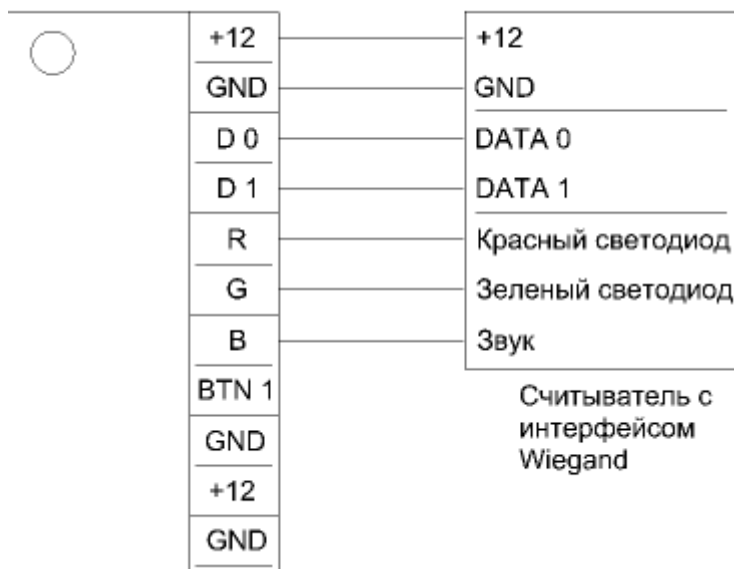 +12
+12
GND
GND
D 0
DATA 0
D 1
DATA 1
R
Красный светодиод
G
Зеленый светодиод
B
Звук
BTN 1
GND
+12
GND
Считыватель с
интерфейсом
Wiegand